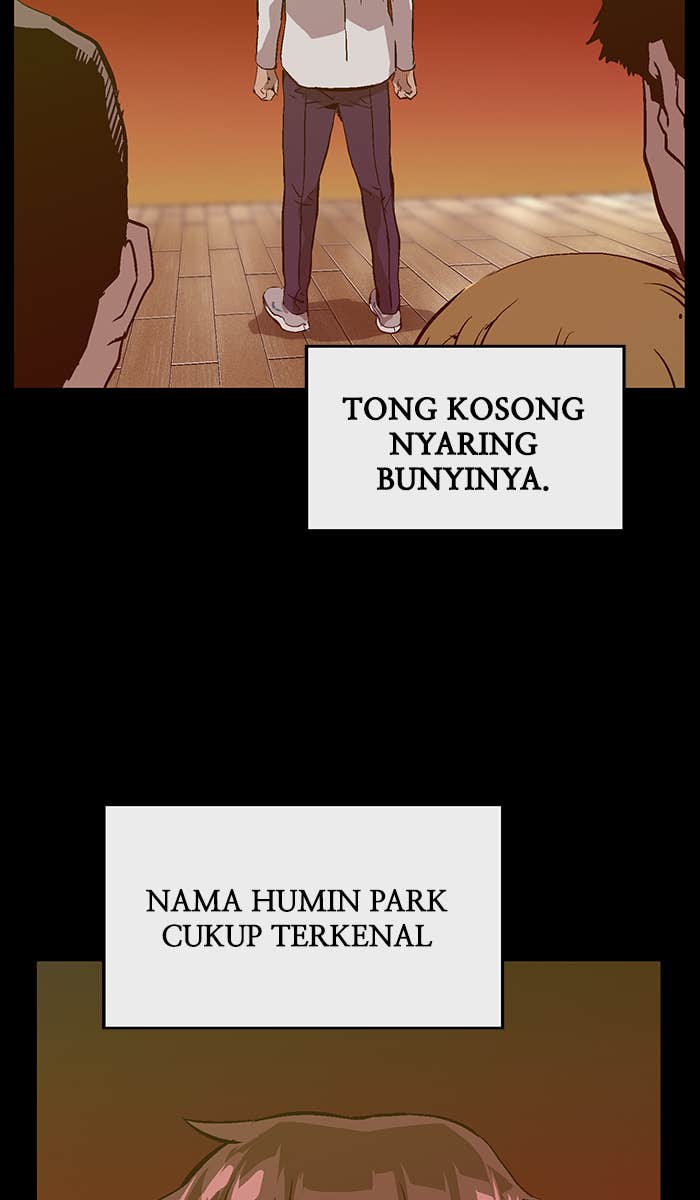 TONG KOSONG
NYARING
BUNYINYA.
NAMA HUMIN PARK
CUKUP TERKENAL